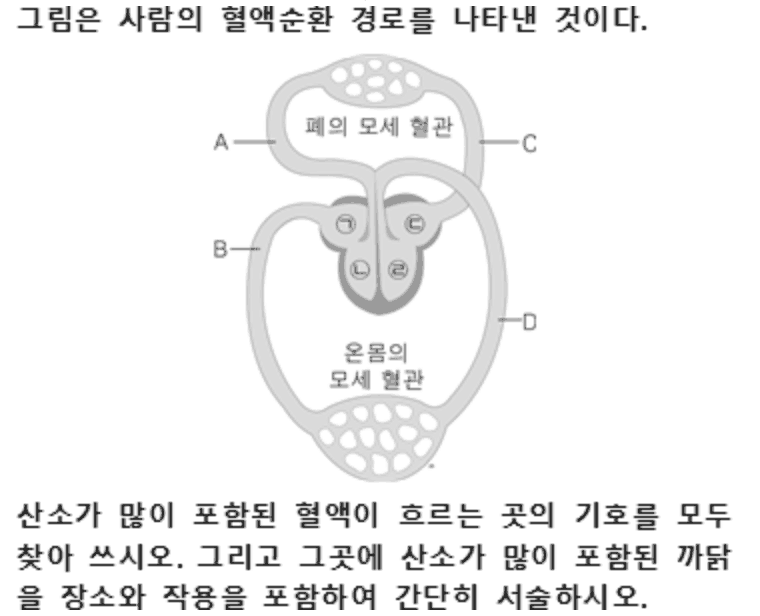 그림은 사람의 혈액순환 경로를 나타낸 것이다.
폐의 모세 혈관
A
C
㉠
㉢
B
㉡
㉣
D
온몸의
모세 혈관
산소가 많이 포함된 혈액이 흐르는 곳의 기호를 모두
찾아 쓰시오. 그리고 그곳에 산소가 많이 포함된 까닭
을 장소와 작용을 포함하여 간단히 서술하시오.